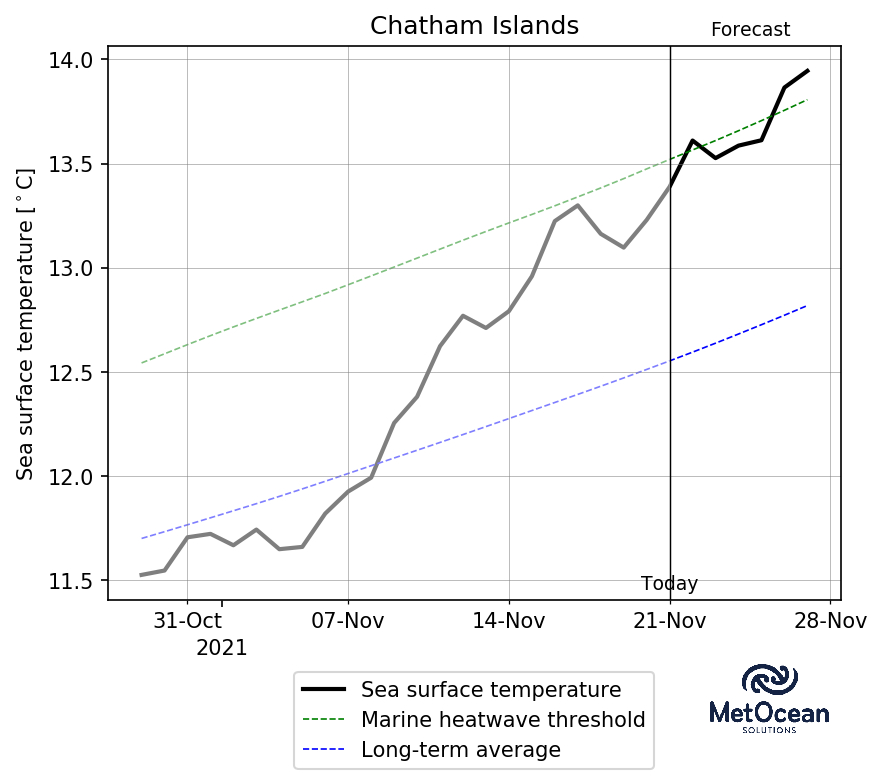 Chatham Islands
Forecast
Sea surface temperature [°C]
14.0
13.5
13.0
12.5
12.0
11.5
Today
31-Oct 07-Nov 14-Nov 21-Nov 28-Nov
2021
Sea surface temperature
Marine heatwave threshold
Long-term average
MetOcean
SOLUTIONS